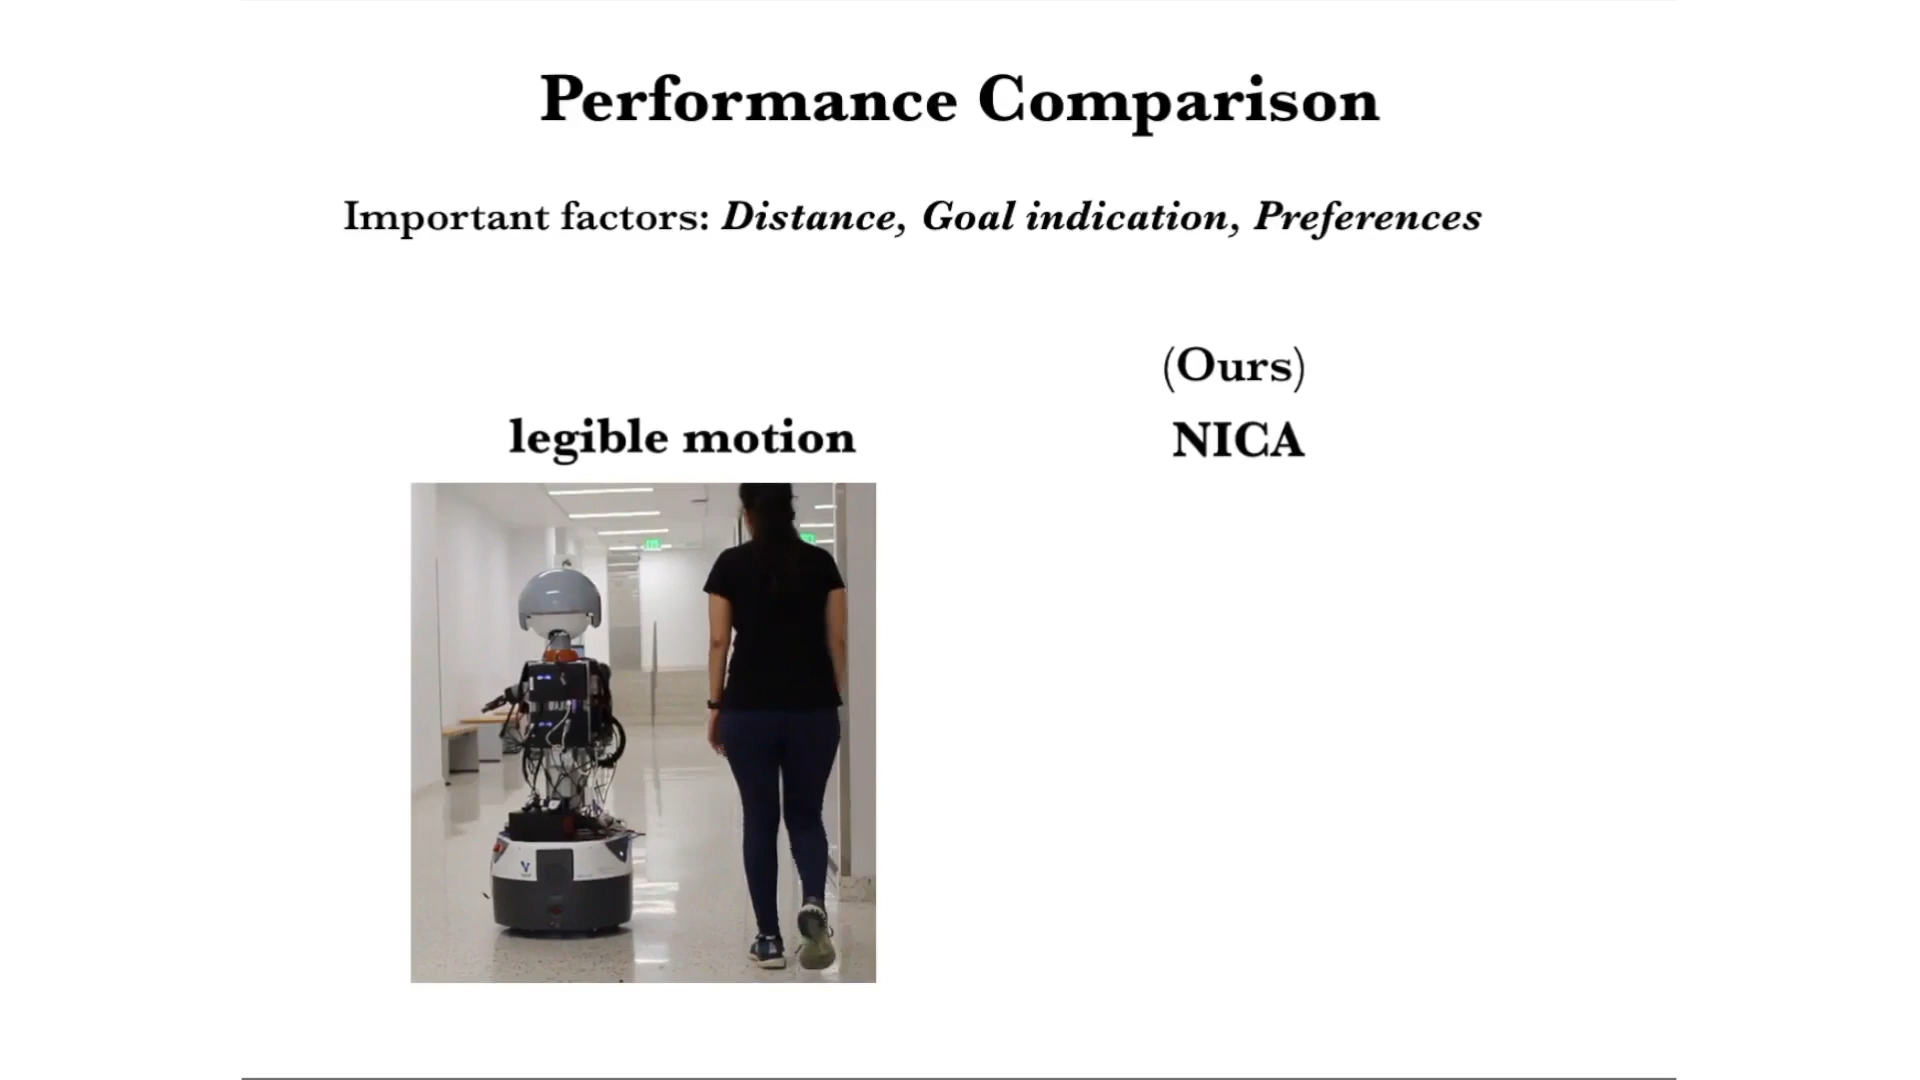 Performance Comparison
Important factors: Distance, Goal indication, Preferences
(Ours)
legible motion
NICA